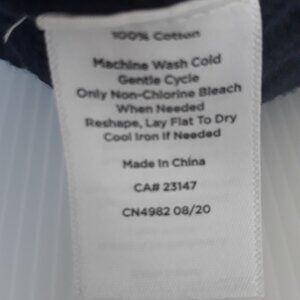 100% Cotton
Machine Wash Cold
Gentle Cycle
Only Non-Chlorine Bleach
When Needed
Reshape, Lay Flat To Dry
Cool Iron If Needed
Made In China
CA# 23147
CN4982 08/20